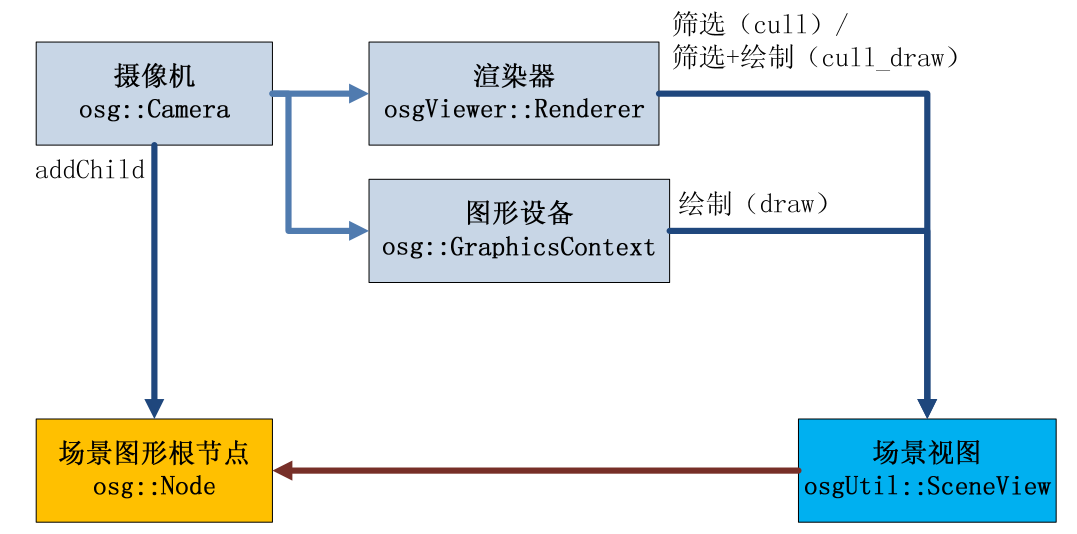 筛选（cull）/
筛选+绘制（cull_draw）
摄像机
osg::Camera
渲染器
osgViewer::Renderer
addChild
图形设备
osg::GraphicsContext
绘制（draw）
场景图形根节点
osg::Node
场景视图
osgUtil::SceneView